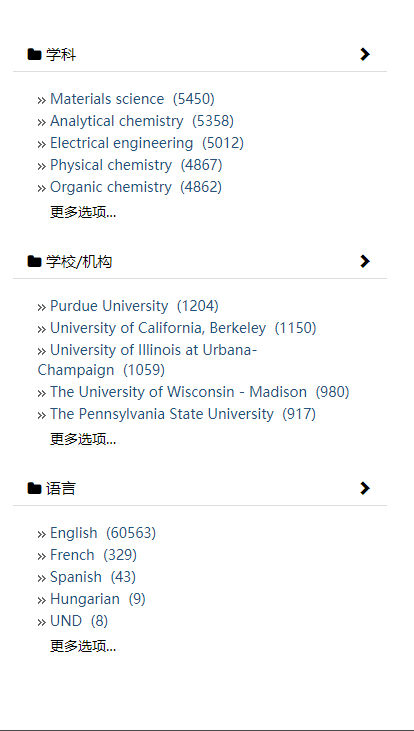 学科
» Materials science (5450)
» Analytical chemistry (5358)
» Electrical engineering (5012)
» Physical chemistry (4867)
» Organic chemistry (4862)
更多选项...
学校/机构
» Purdue University (1204)
» University of California, Berkeley (1150)
» University of Illinois at Urbana-
Champaign (1059)
» The University of Wisconsin - Madison (980)
» The Pennsylvania State University (917)
更多选项...
语言
» English (60563)
» French (329)
» Spanish (43)
» Hungarian (9)
» UND (8)
更多选项...